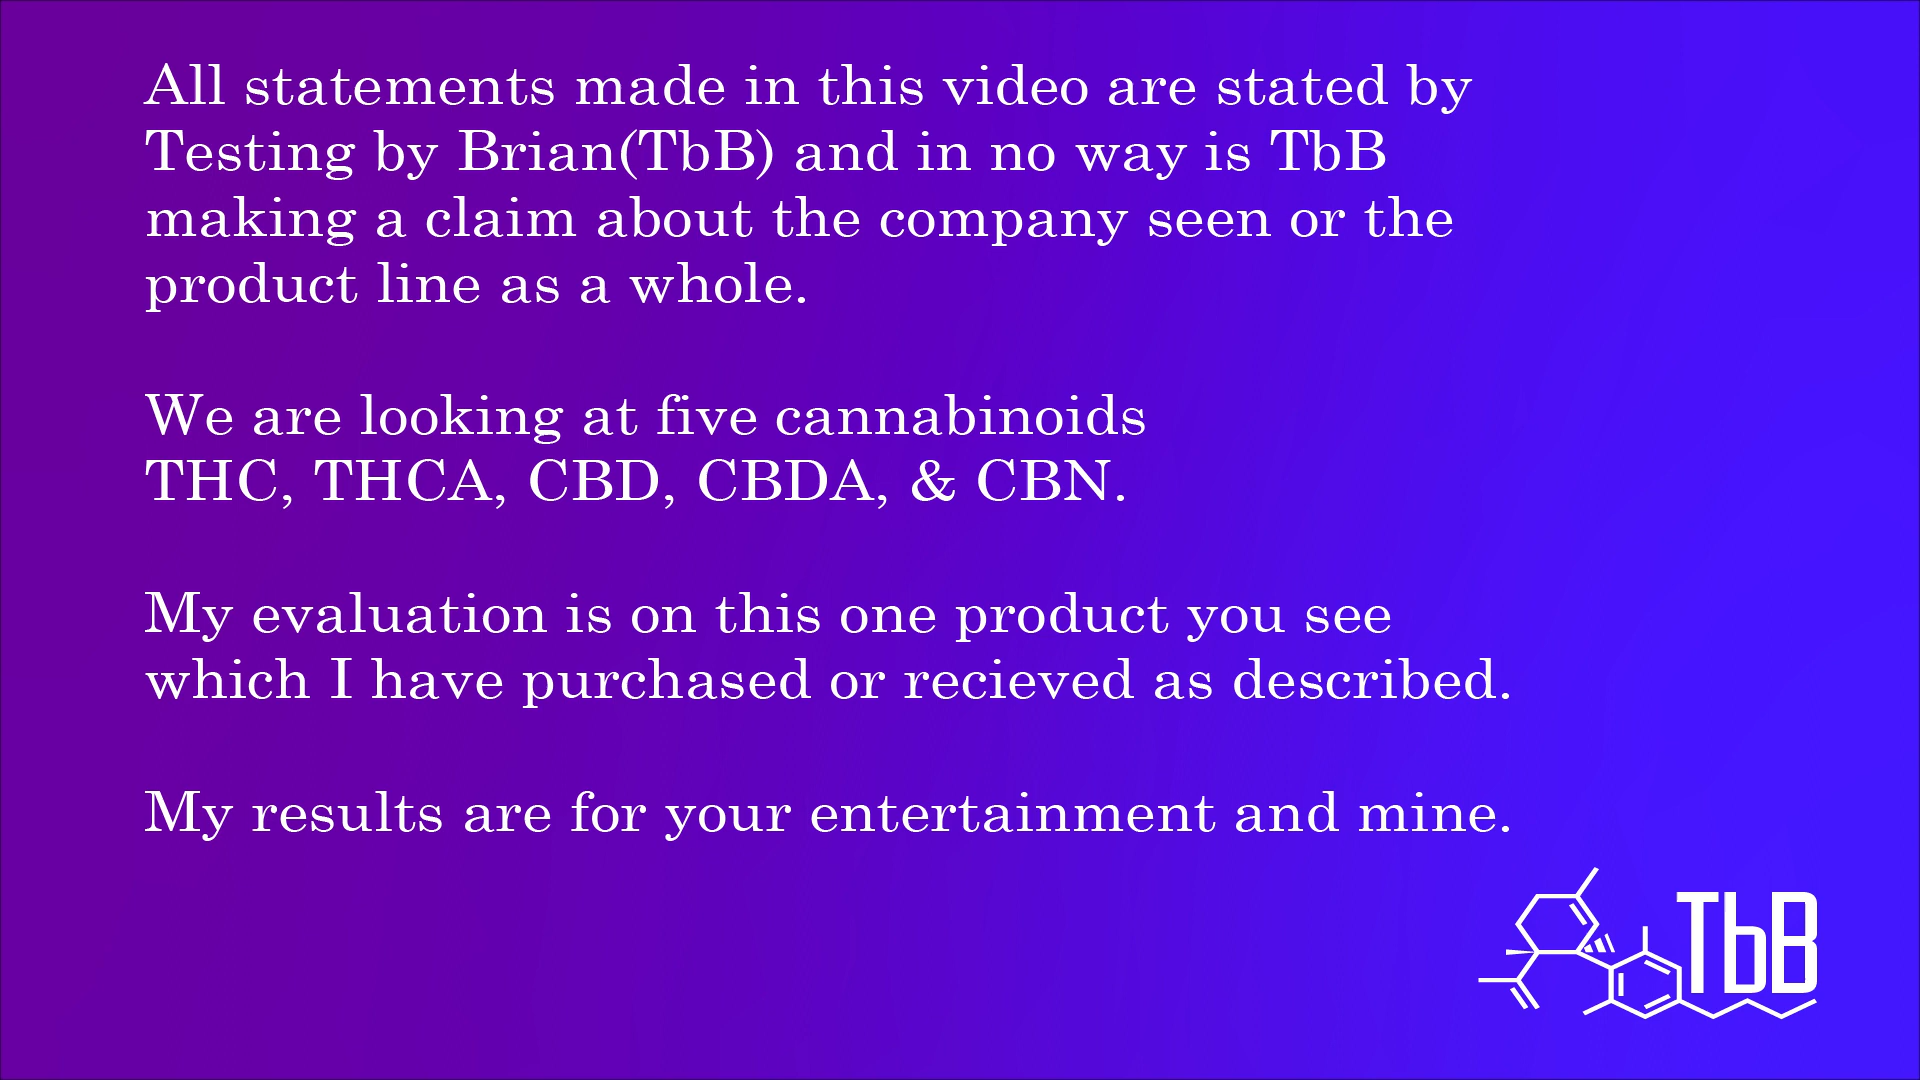 All statements made in this video are stated by
Testing by Brian(TbB) and in no way is TbB
making a claim about the company seen or the
product line as a whole.
We are looking at five cannabinoids
THC, THCA, CBD, CBDA, & CBN.
My evaluation is on this one product you see
which I have purchased or recieved as described.
My results are for your entertainment and mine.
TbB